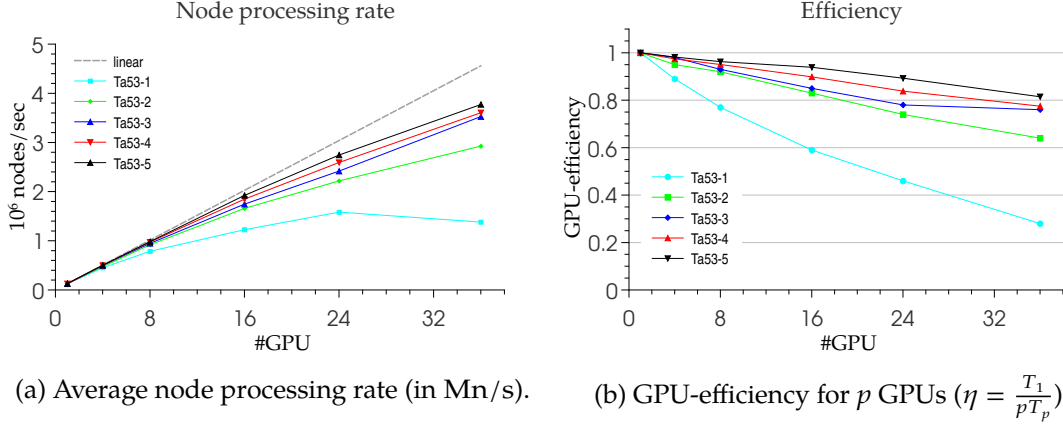 Node processing rate
5
4
3
2
1
0
10⁶ nodes/sec
linear
Ta53-1
Ta53-2
Ta53-3
Ta53-4
Ta53-5
0 8 16 24 32
#GPU
(a) Average node processing rate (in Mn/s).
Efficiency
1
0.8
0.6
0.4
0.2
GPU-efficiency
Ta53-1
Ta53-2
Ta53-3
Ta53-4
Ta53-5
0 8 16 24 32
#GPU
(b) GPU-efficiency for p GPUs (η = T₁/pTₚ)